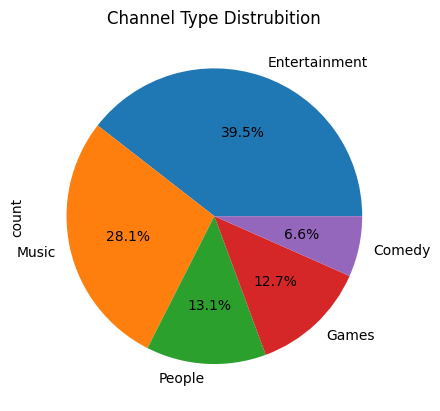 Channel Type Distrubition
Entertainment
39.5%
count
Music
28.1%
13.1%
People
12.7%
Games
6.6%
Comedy